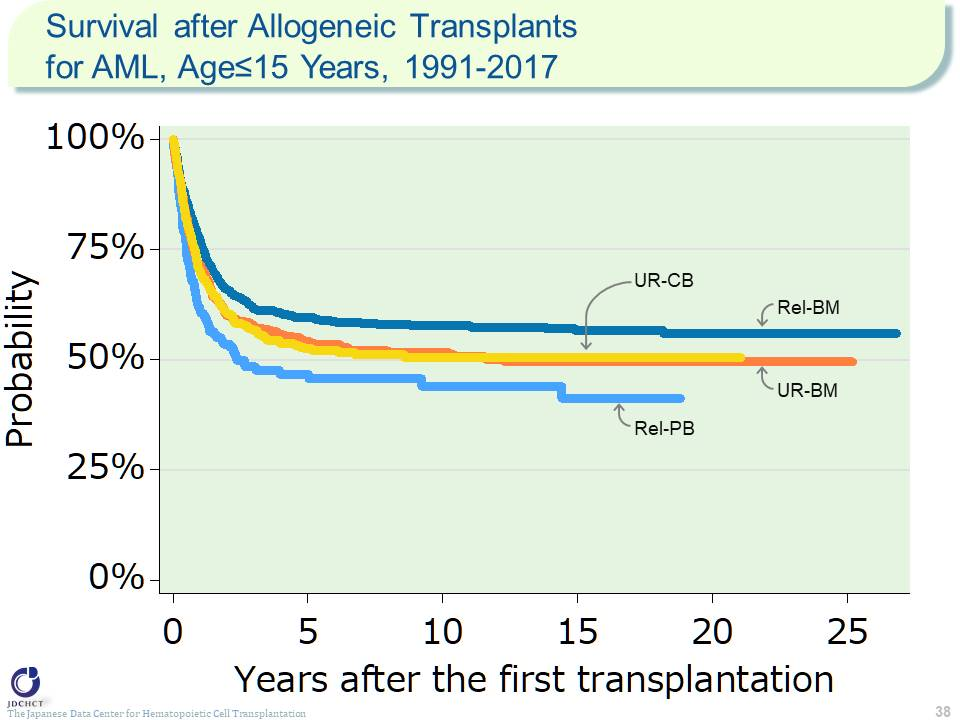 Survival after Allogeneic Transplants
for AML, Age≤15 Years, 1991-2017
100%
75%
50%
25%
0%
Probability
UR-CB
Rel-BM
UR-BM
Rel-PB
0 5 10 15 20 25
Years after the first transplantation
JDCHCT
The Japanese Data Center for Hematopoietic Cell Transplantation
38